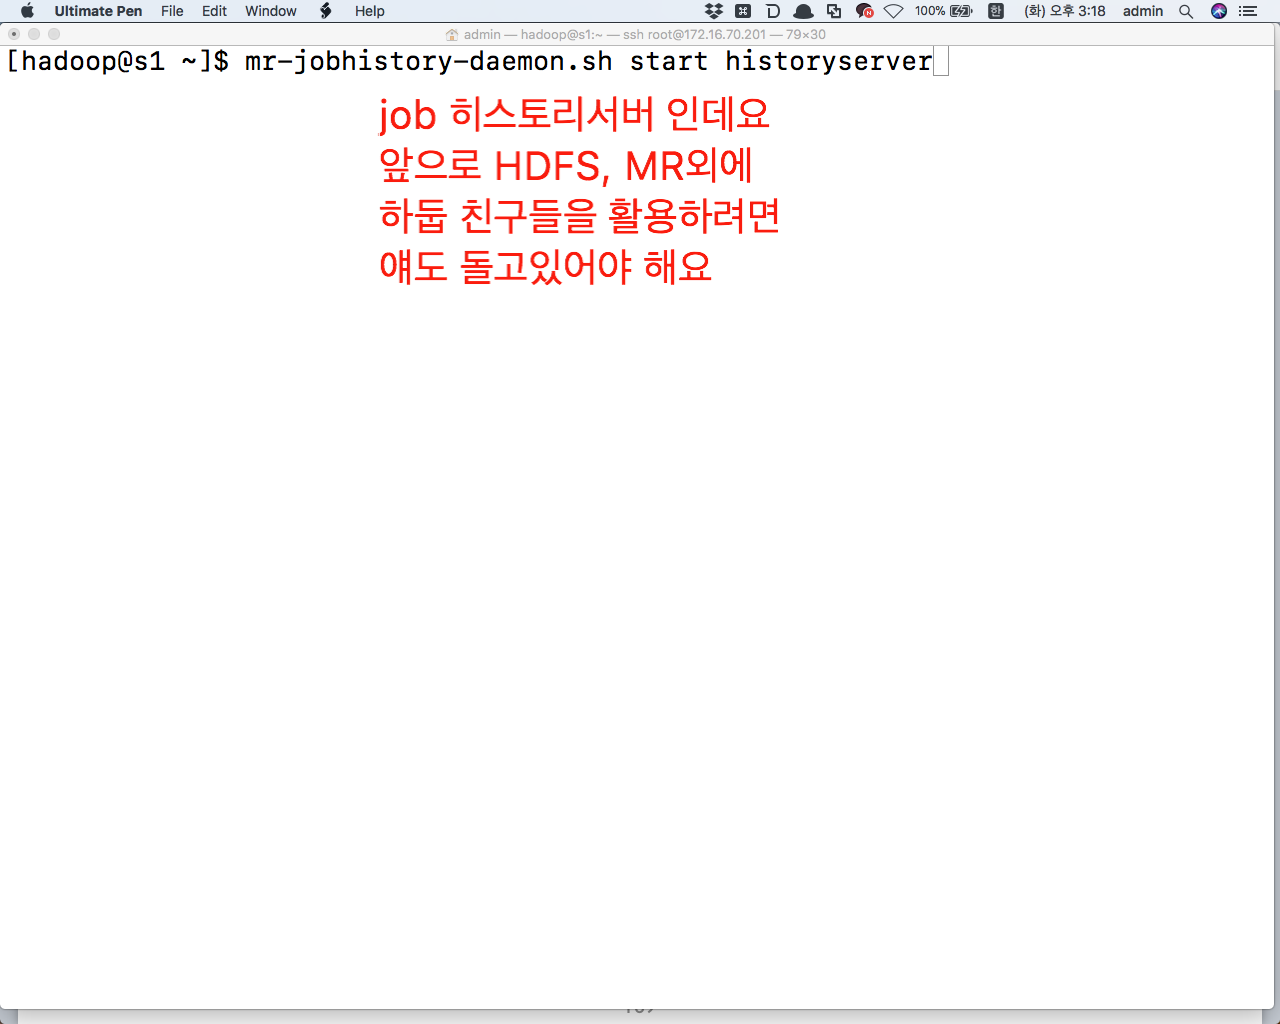 Ultimate Pen File Edit Window Help 100% 한 (화) 오후 3:18 admin
admin — hadoop@s1:~ — ssh root@172.16.70.201 — 79×30
[hadoop@s1 ~]$ mr-jobhistory-daemon.sh start historyserver
job 히스토리서버 인데요
앞으로 HDFS, MR외에
하둡 친구들을 활용하려면
얘도 돌고있어야 해요